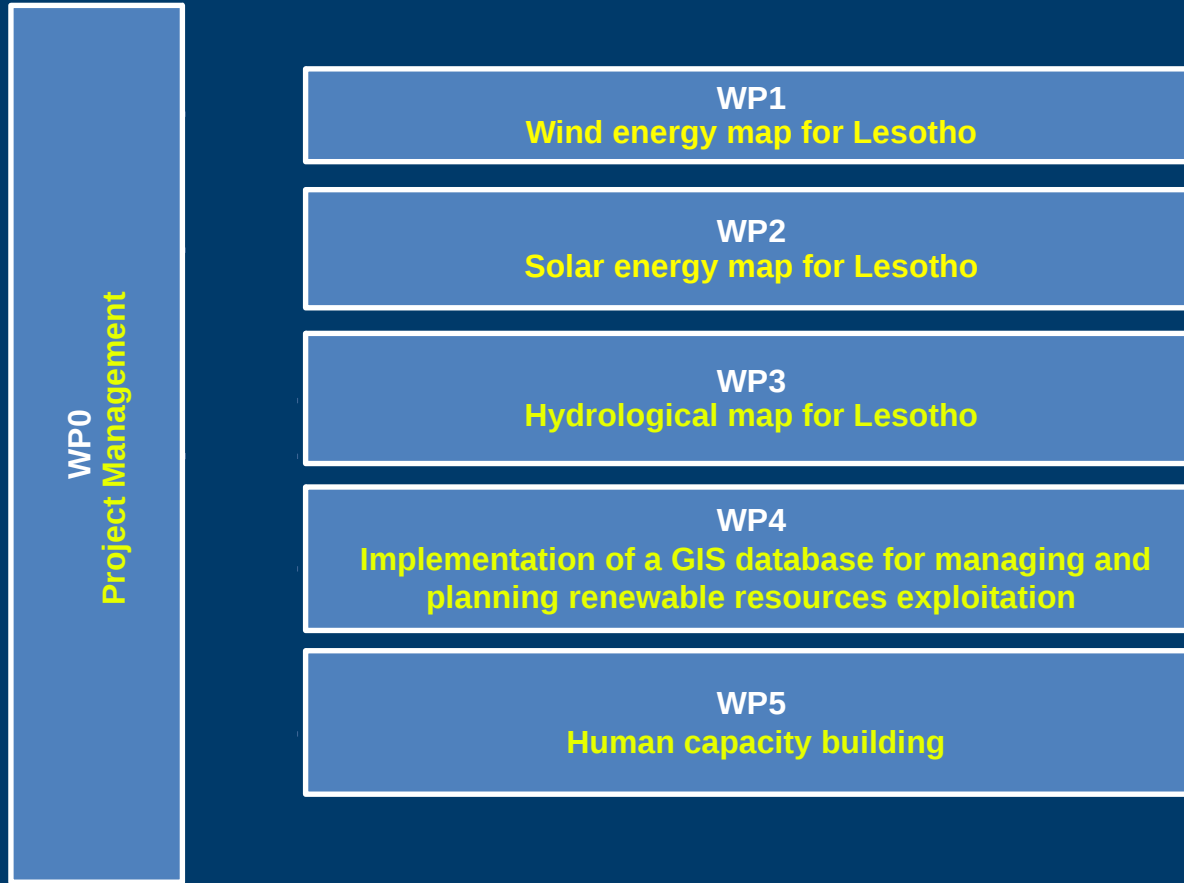 WP0
Project Management
WP1
Wind energy map for Lesotho
WP2
Solar energy map for Lesotho
WP3
Hydrological map for Lesotho
WP4
Implementation of a GIS database for managing and
planning renewable resources exploitation
WP5
Human capacity building